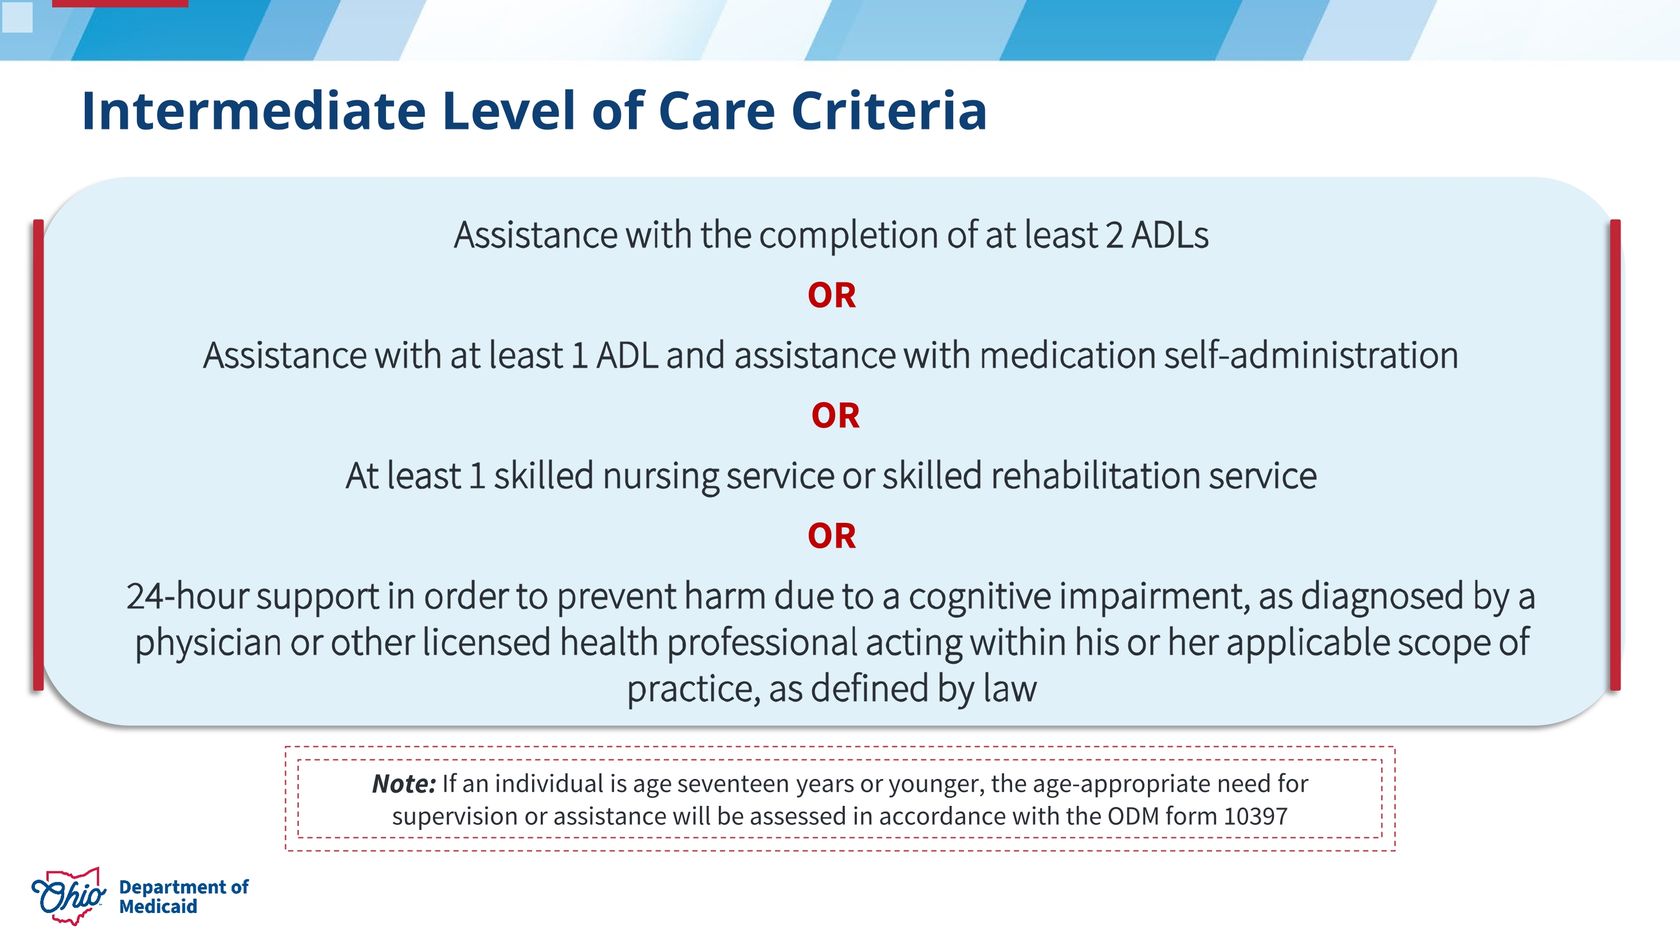 Intermediate Level of Care Criteria
Assistance with the completion of at least 2 ADLs
OR
Assistance with at least 1 ADL and assistance with medication self-administration
OR
At least 1 skilled nursing service or skilled rehabilitation service
OR
24-hour support in order to prevent harm due to a cognitive impairment, as diagnosed by a
physician or other licensed health professional acting within his or her applicable scope of
practice, as defined by law
Note: If an individual is age seventeen years or younger, the age-appropriate need for
supervision or assistance will be assessed in accordance with the ODM form 10397
Ohio
Department of
Medicaid